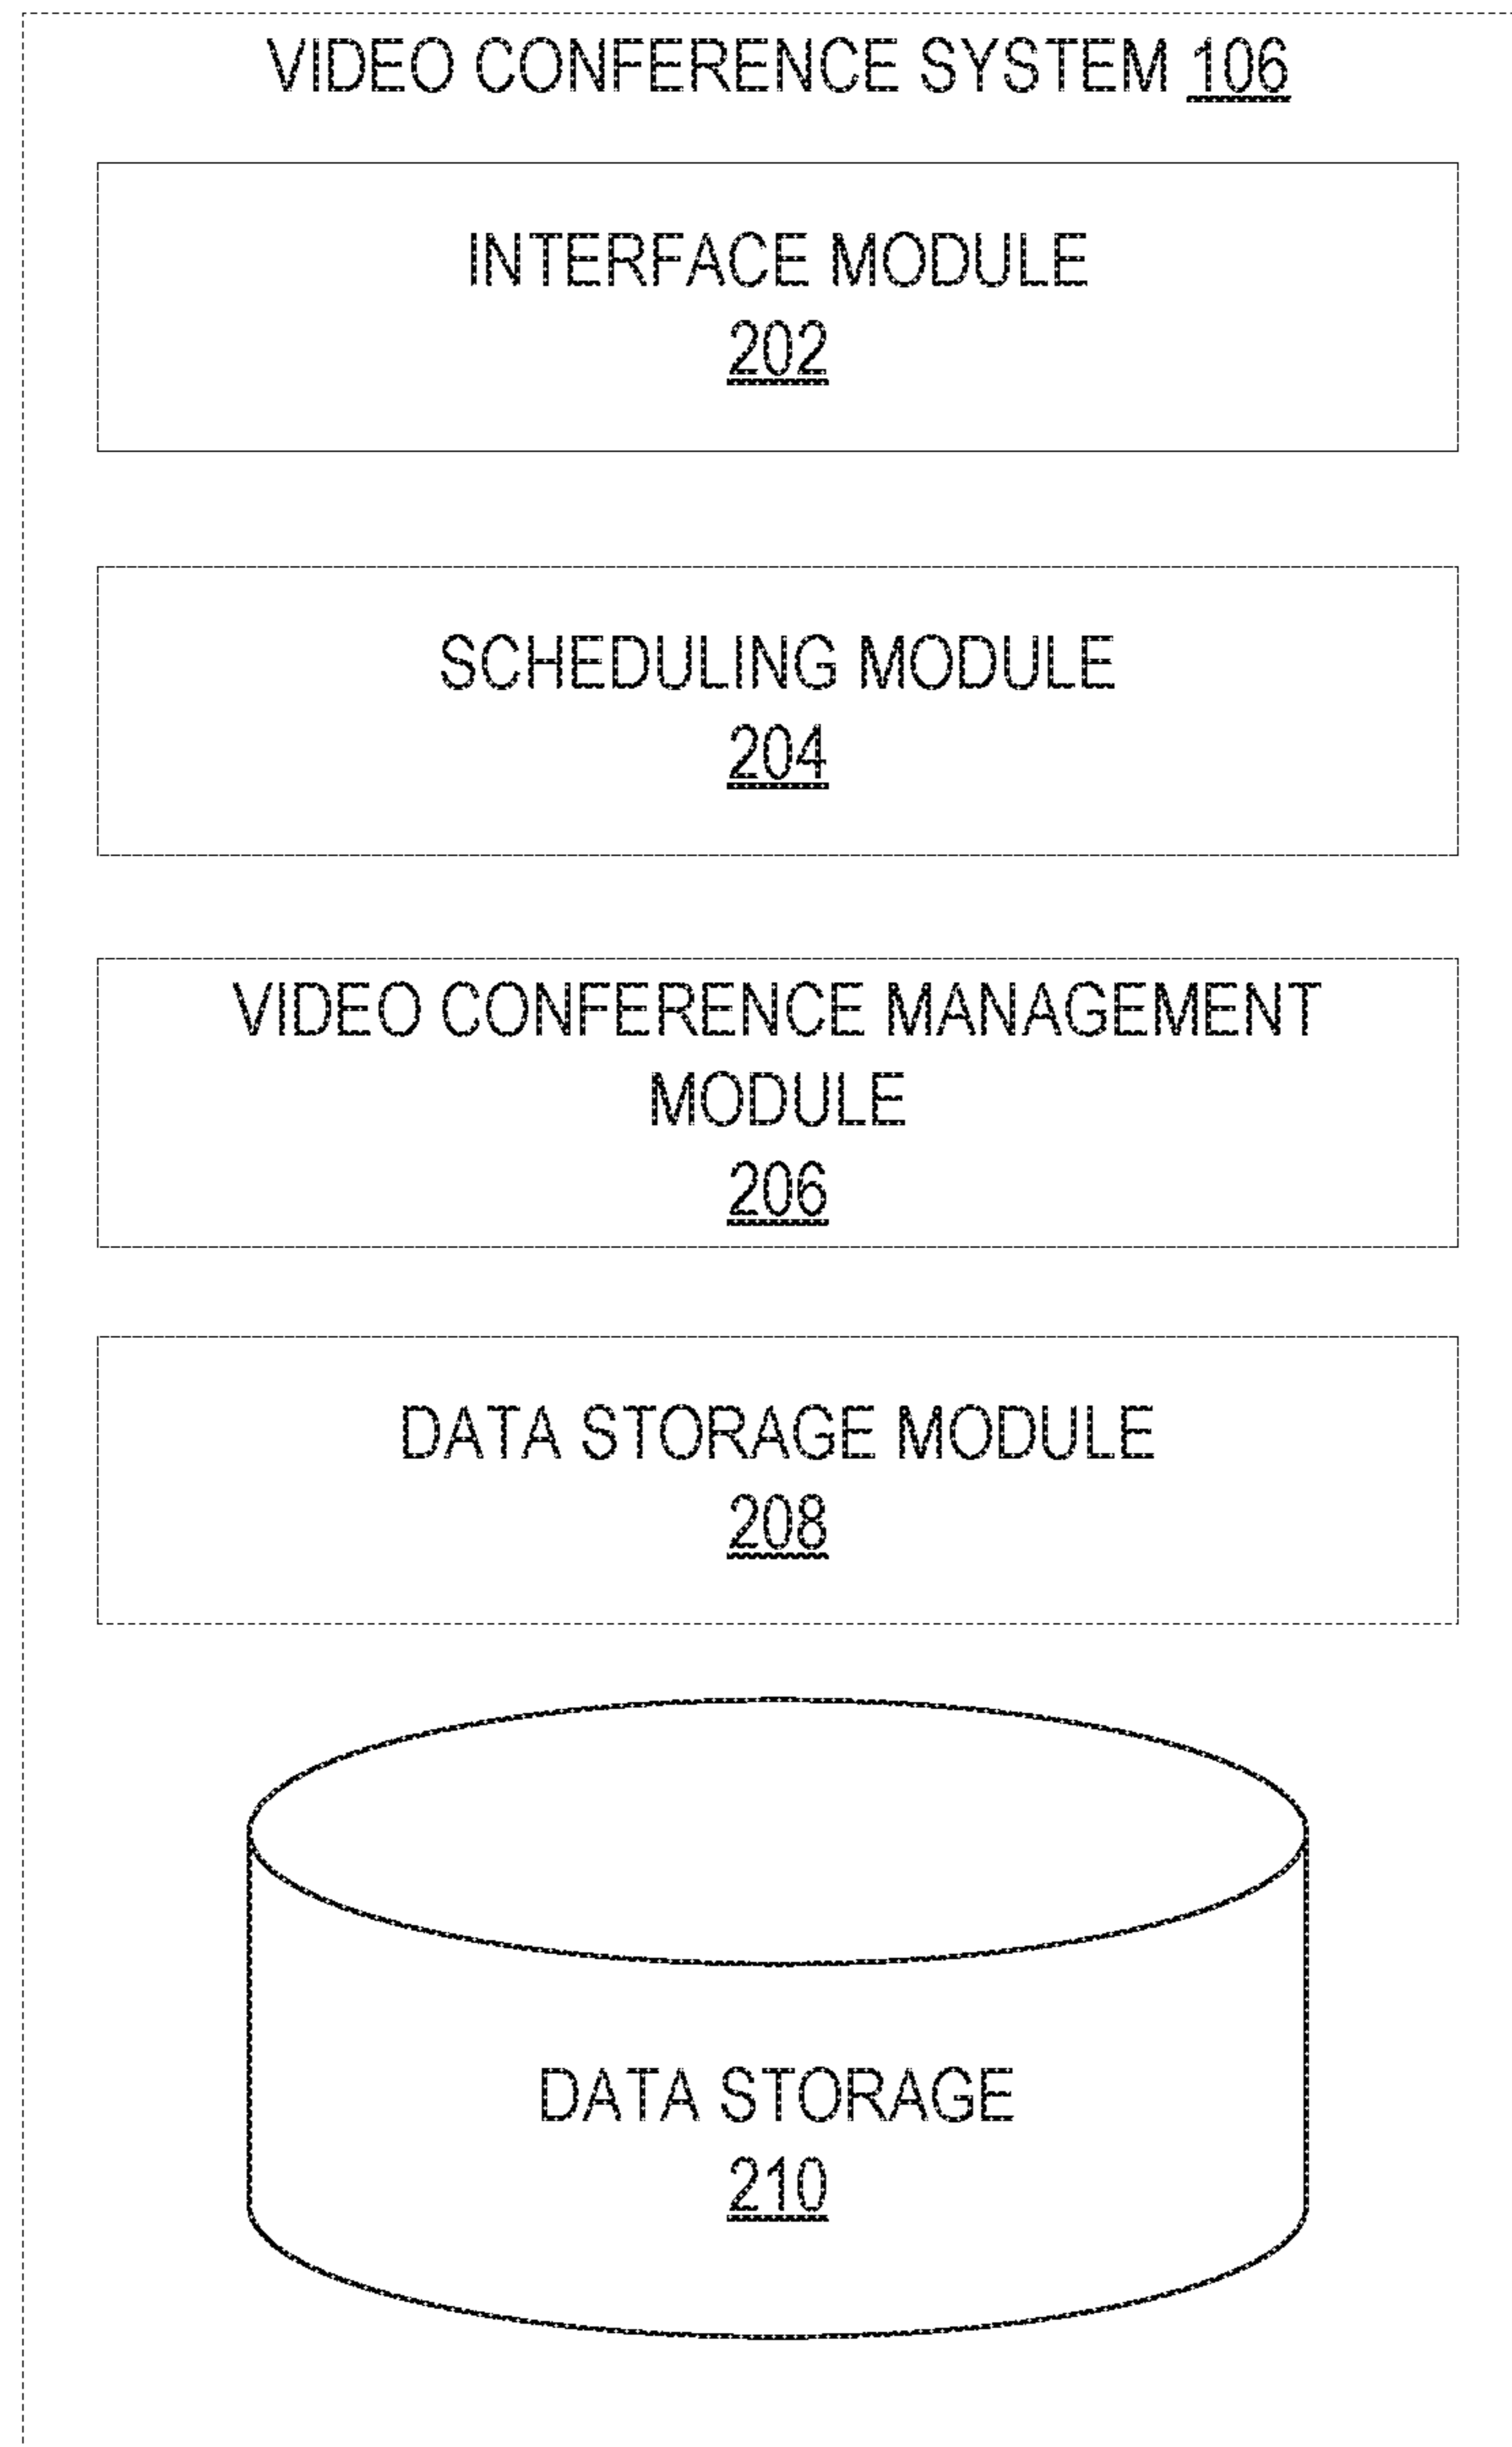 VIDEO CONFERENCE SYSTEM 106
INTERFACE MODULE
202
SCHEDULING MODULE
204
VIDEO CONFERENCE MANAGEMENT
MODULE
206
DATA STORAGE MODULE
208
DATA STORAGE
210